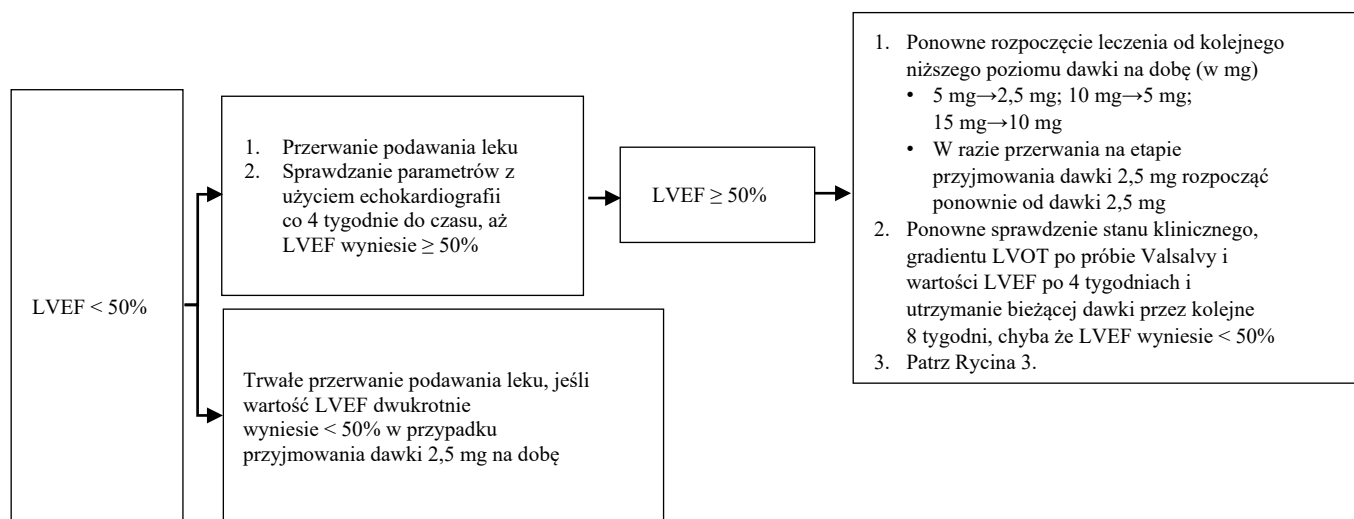 LVEF < 50%
1. Przerwanie podawania leku
2. Sprawdzanie parametrów z
użyciem echokardiografii
co 4 tygodnie do czasu, aż
LVEF wyniesie ≥ 50%
Trwałe przerwanie podawania leku, jeśli
wartość LVEF dwukrotnie
wyniesie < 50% w przypadku
przyjmowania dawki 2,5 mg na dobę
LVEF ≥ 50%
1. Ponowne rozpoczęcie leczenia od kolejnego
niższego poziomu dawki na dobę (w mg)
• 5 mg→2,5 mg; 10 mg→5 mg;
15 mg→10 mg
• W razie przerwania na etapie
przyjmowania dawki 2,5 mg rozpocząć
ponownie od dawki 2,5 mg
2. Ponowne sprawdzenie stanu klinicznego,
gradientu LVOT po próbie Valsalvy i
wartości LVEF po 4 tygodniach i
utrzymanie bieżącej dawki przez kolejne
8 tygodni, chyba że LVEF wyniesie < 50%
3. Patrz Rycina 3.